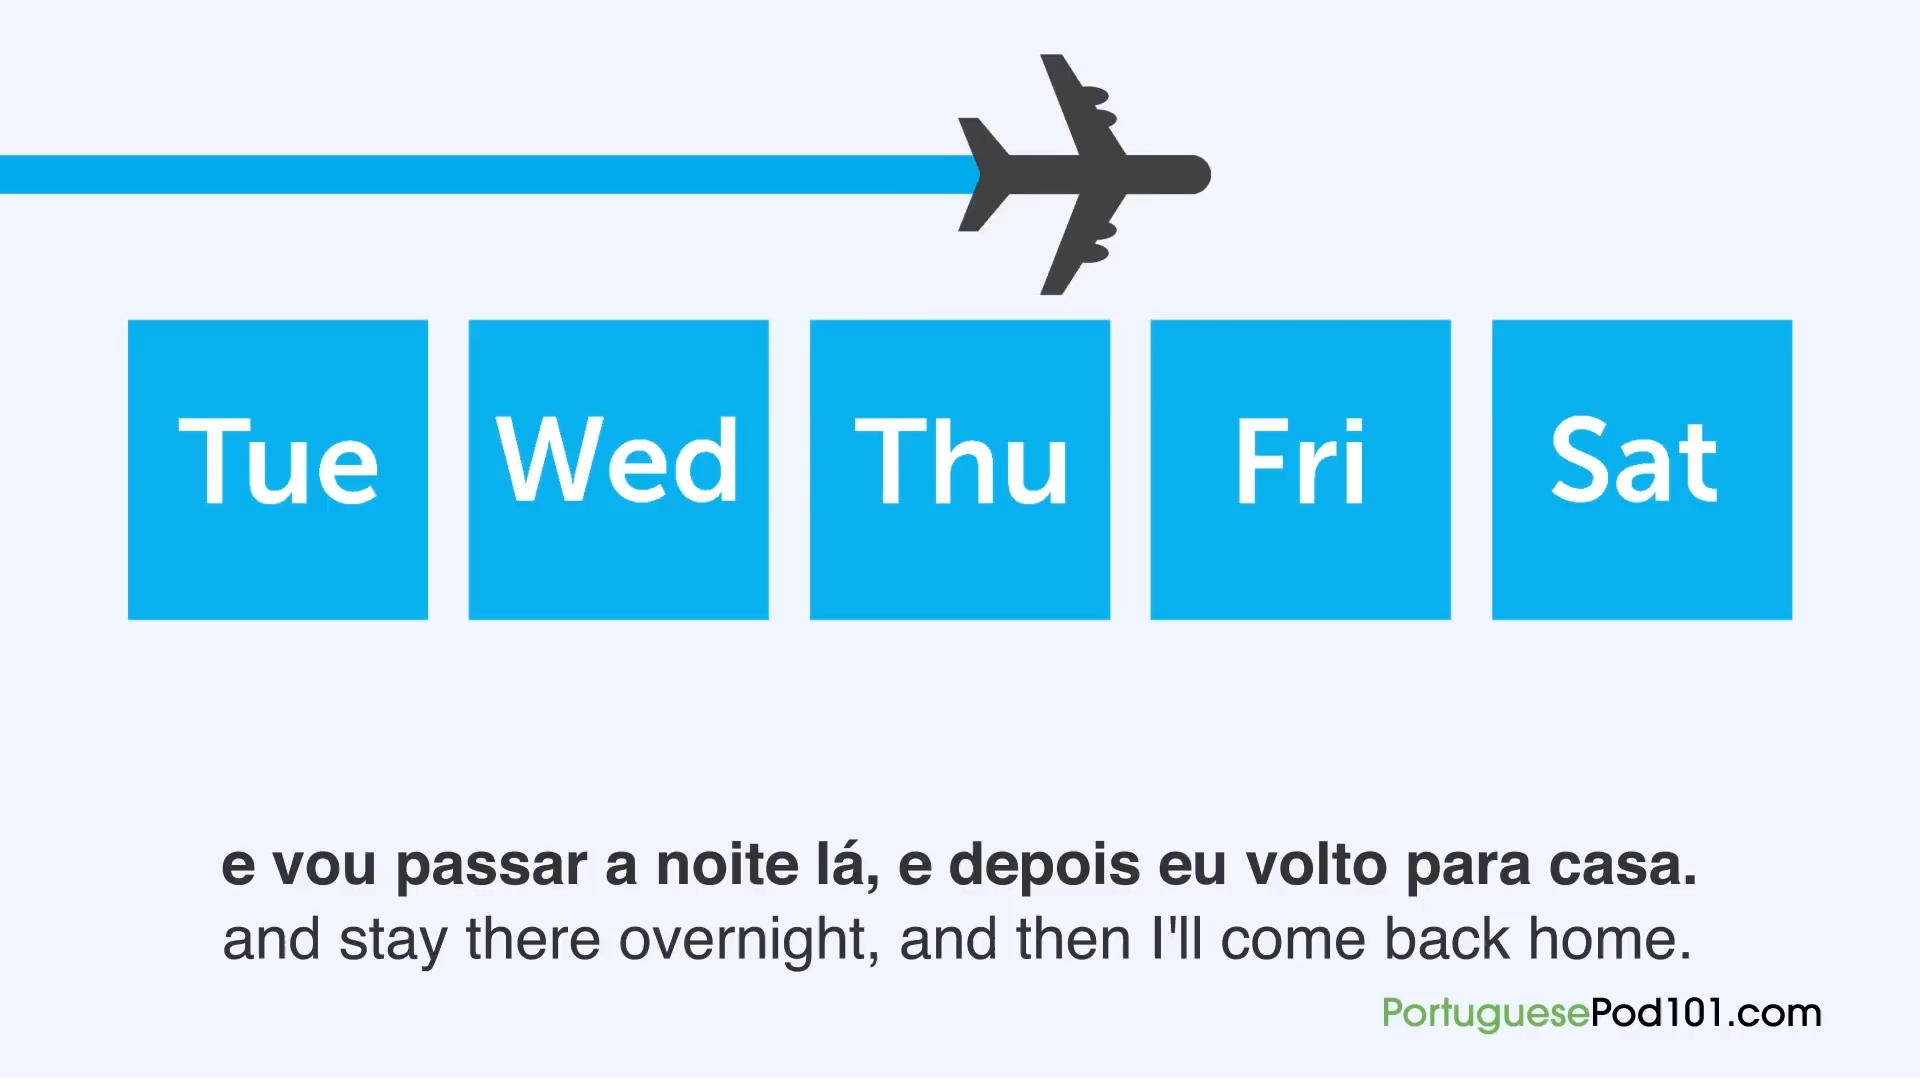 Tue Wed Thu Fri Sat
e vou passar a noite lá, e depois eu volto para casa.
and stay there overnight, and then I'll come back home.
PortuguesePod101.com